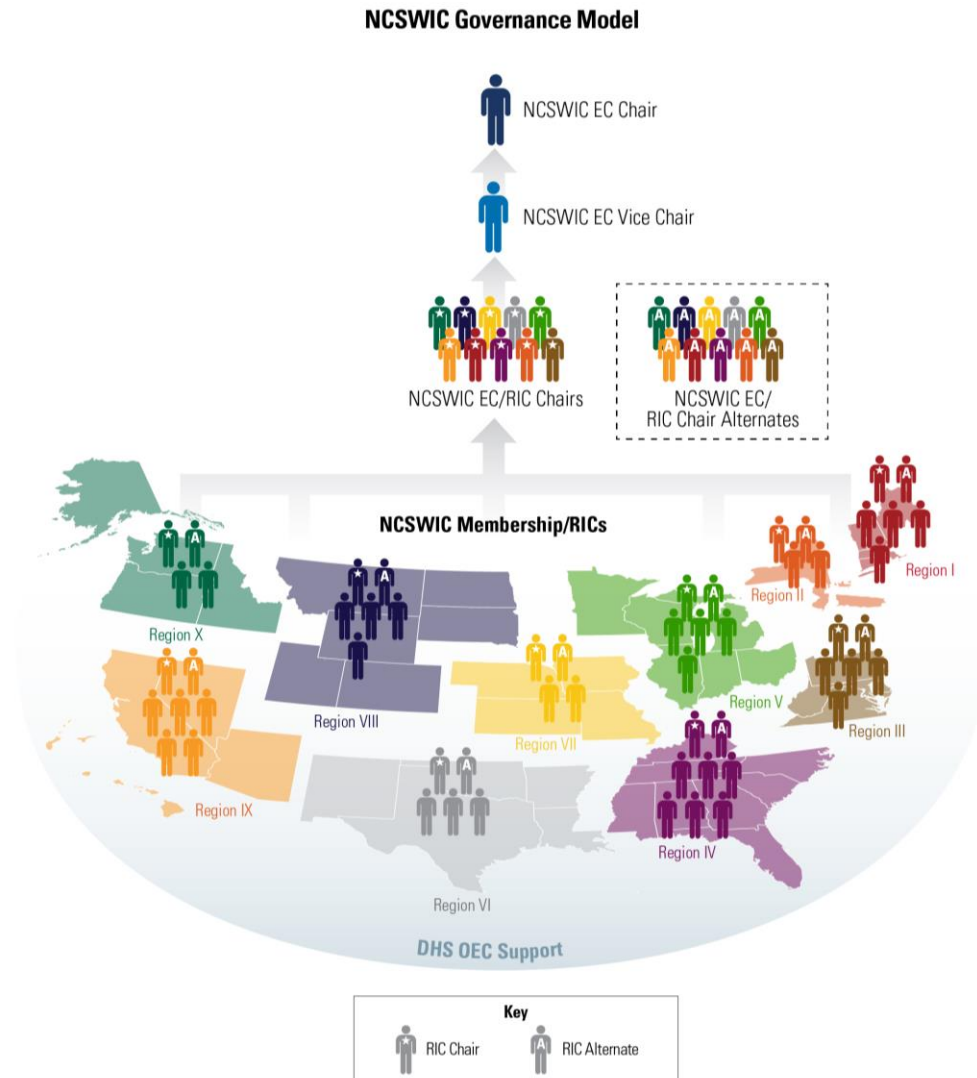 NCSWIC Governance Model
NCSWIC EC Chair
NCSWIC EC Vice Chair
NCSWIC EC/RIC Chairs
A A A A A
A A A A A
NCSWIC EC/
RIC Chair Alternates
NCSWIC Membership/RICs
A
Region I
A
Region II
A
Region X
A
Region VIII
A
Region V
A
Region III
A
Region IX
A
Region VII
A
Region IV
A
Region VI
DHS OEC Support
Key
RIC Chair
A
RIC Alternate